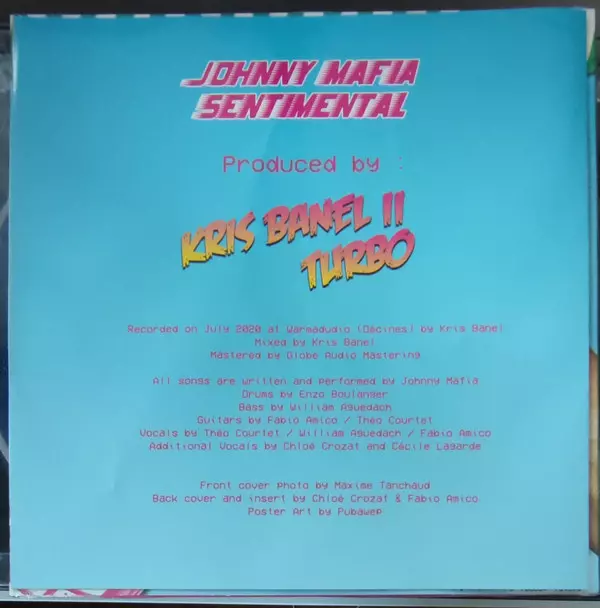 JOHNNY MAFIA
SENTIMENTAL
Produced by :
KRIS BANEL II
TURBO
Recorded on July 2020 at Warmaudio (Décines) by Kris Banel
Mixed by Kris Banel
Mastered by Globe Audio Mastering
All songs are written and performed by Johnny Mafia
Drums by Enzo Boulanger
Bass by William Aguedach
Guitars by Fabio Amico / Théo Courtet
Vocals by Théo Courtet / William Aguedach / Fabio Amico
Additional Vocals by Chloé Crozat and Cécile Lagarde
Front cover photo by Maxime Tanchaud
Back cover and insert by Chloé Crozat & Fabio Amico
Poster Art by Pubawep